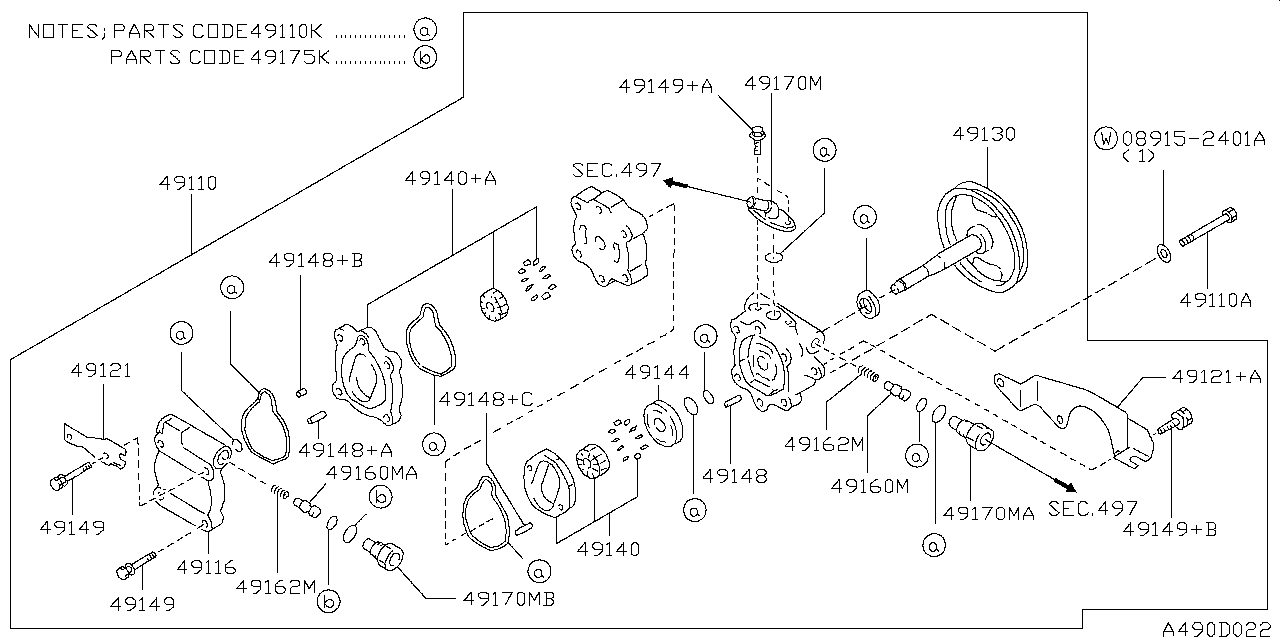 NOTES; PARTS CODE 49110K .............. a
PARTS CODE 49175K .............. b
49149+A
49170M
49130
W 08915-2401A
(1)
a
SEC.497
49140+A
49110
a
49148+B
a
49110A
a
a
49121
49144
49121+A
49148+C
a
49148+A
49160MA
49162M
a
49148
49160M
b
a
49170MA
SEC.497
49149
49149+B
a
49140
49116
a
49162M
49149
b
49170MB
A490D022